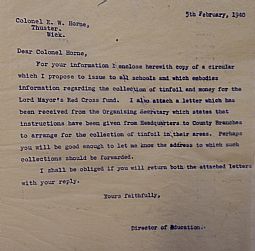 5th February, 1940
Colonel E. W. Horne,
Thuster.
Wick.
Dear Colonel Horne,
For your information I enclose herewith copy of a circular
which I propose to issue to all schools and which embodies
information regarding the collection of tinfoil and money for the
Lord Mayor's Red Cross Fund. I also attach a letter which has
been received from the Organising Secretary which states that
instructions have been given from Headquarters to County Branches
to arrange for the collection of tinfoil in their areas. Perhaps
you will be good enough to let me know the address to which such
collections should be forwarded.
I shall be obliged if you will return both the attached letters
with your reply.
Yours faithfully,
Director of Education.